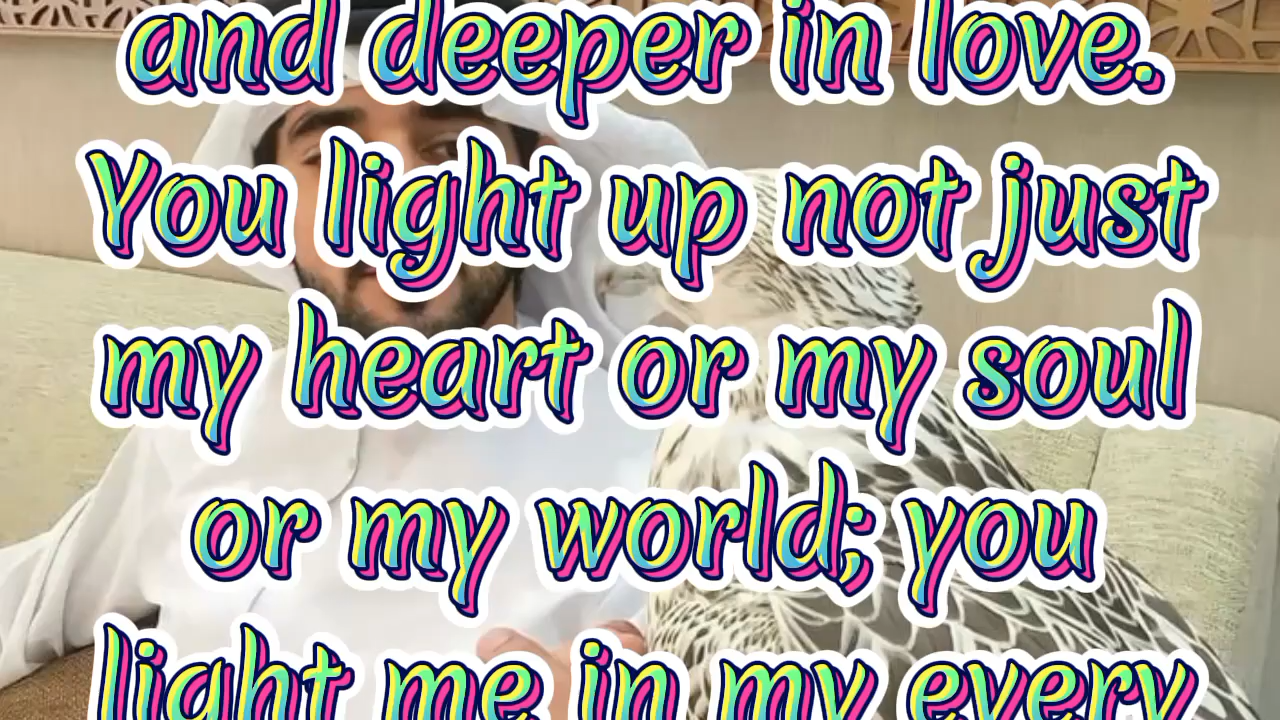 and deeper in love.
You light up not just
my heart or my soul
or my world; you
light me in my every